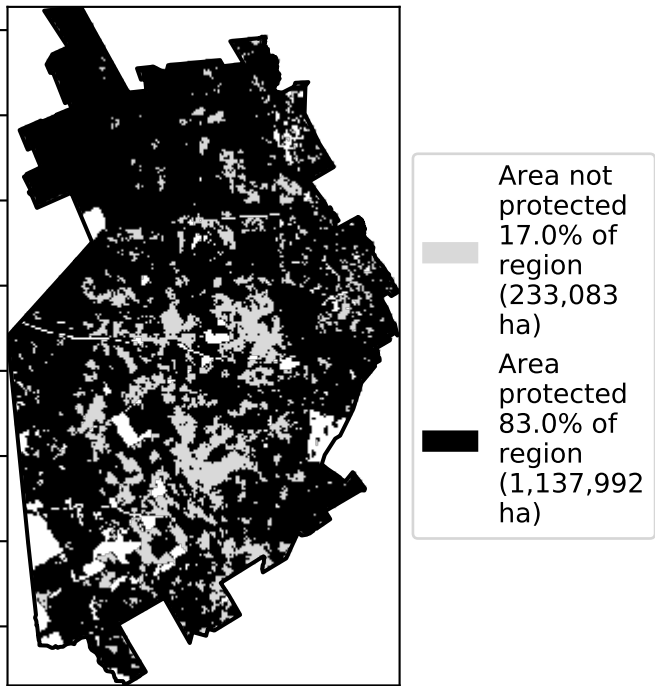 Area not
protected
17.0% of
region
(233,083
ha)
Area
protected
83.0% of
region
(1,137,992
ha)